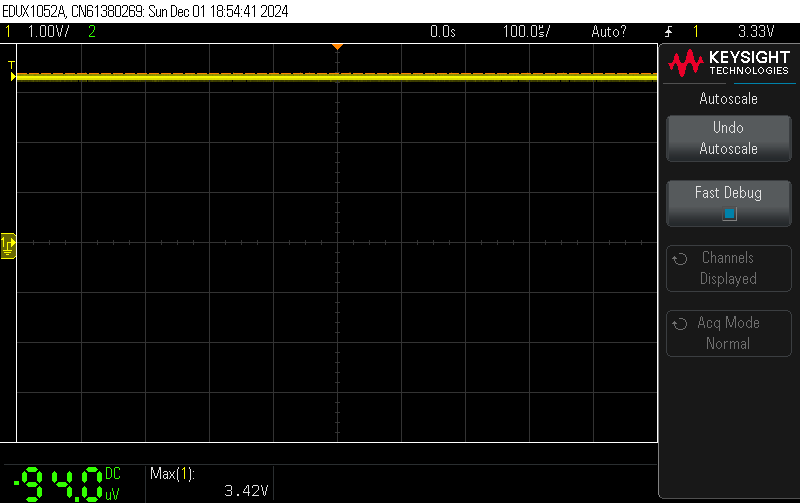 EDUX1052A, CN61380269: Sun Dec 01 18:54:41 2024
1 1.00V/ 2 0.0s 100.0s/ Auto? 1 3.33V
T
KEYSIGHT
TECHNOLOGIES
Autoscale
Undo
Autoscale
Fast Debug
1
Channels
Displayed
Acq Mode
Normal
-94.0 DC
uV
Max(1):
3.42V